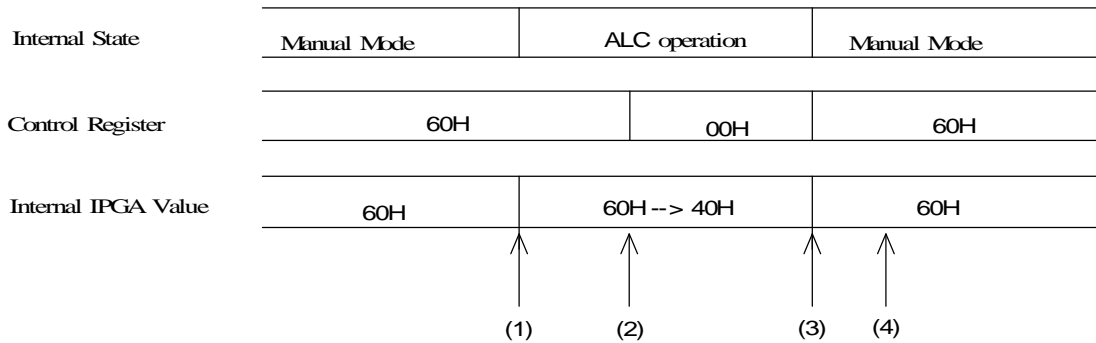 Internal State Manual Mode ALC operation Manual Mode
Control Register 60H 00H 60H
Internal IPGA Value 60H 60H --> 40H 60H
(1) (2) (3) (4)